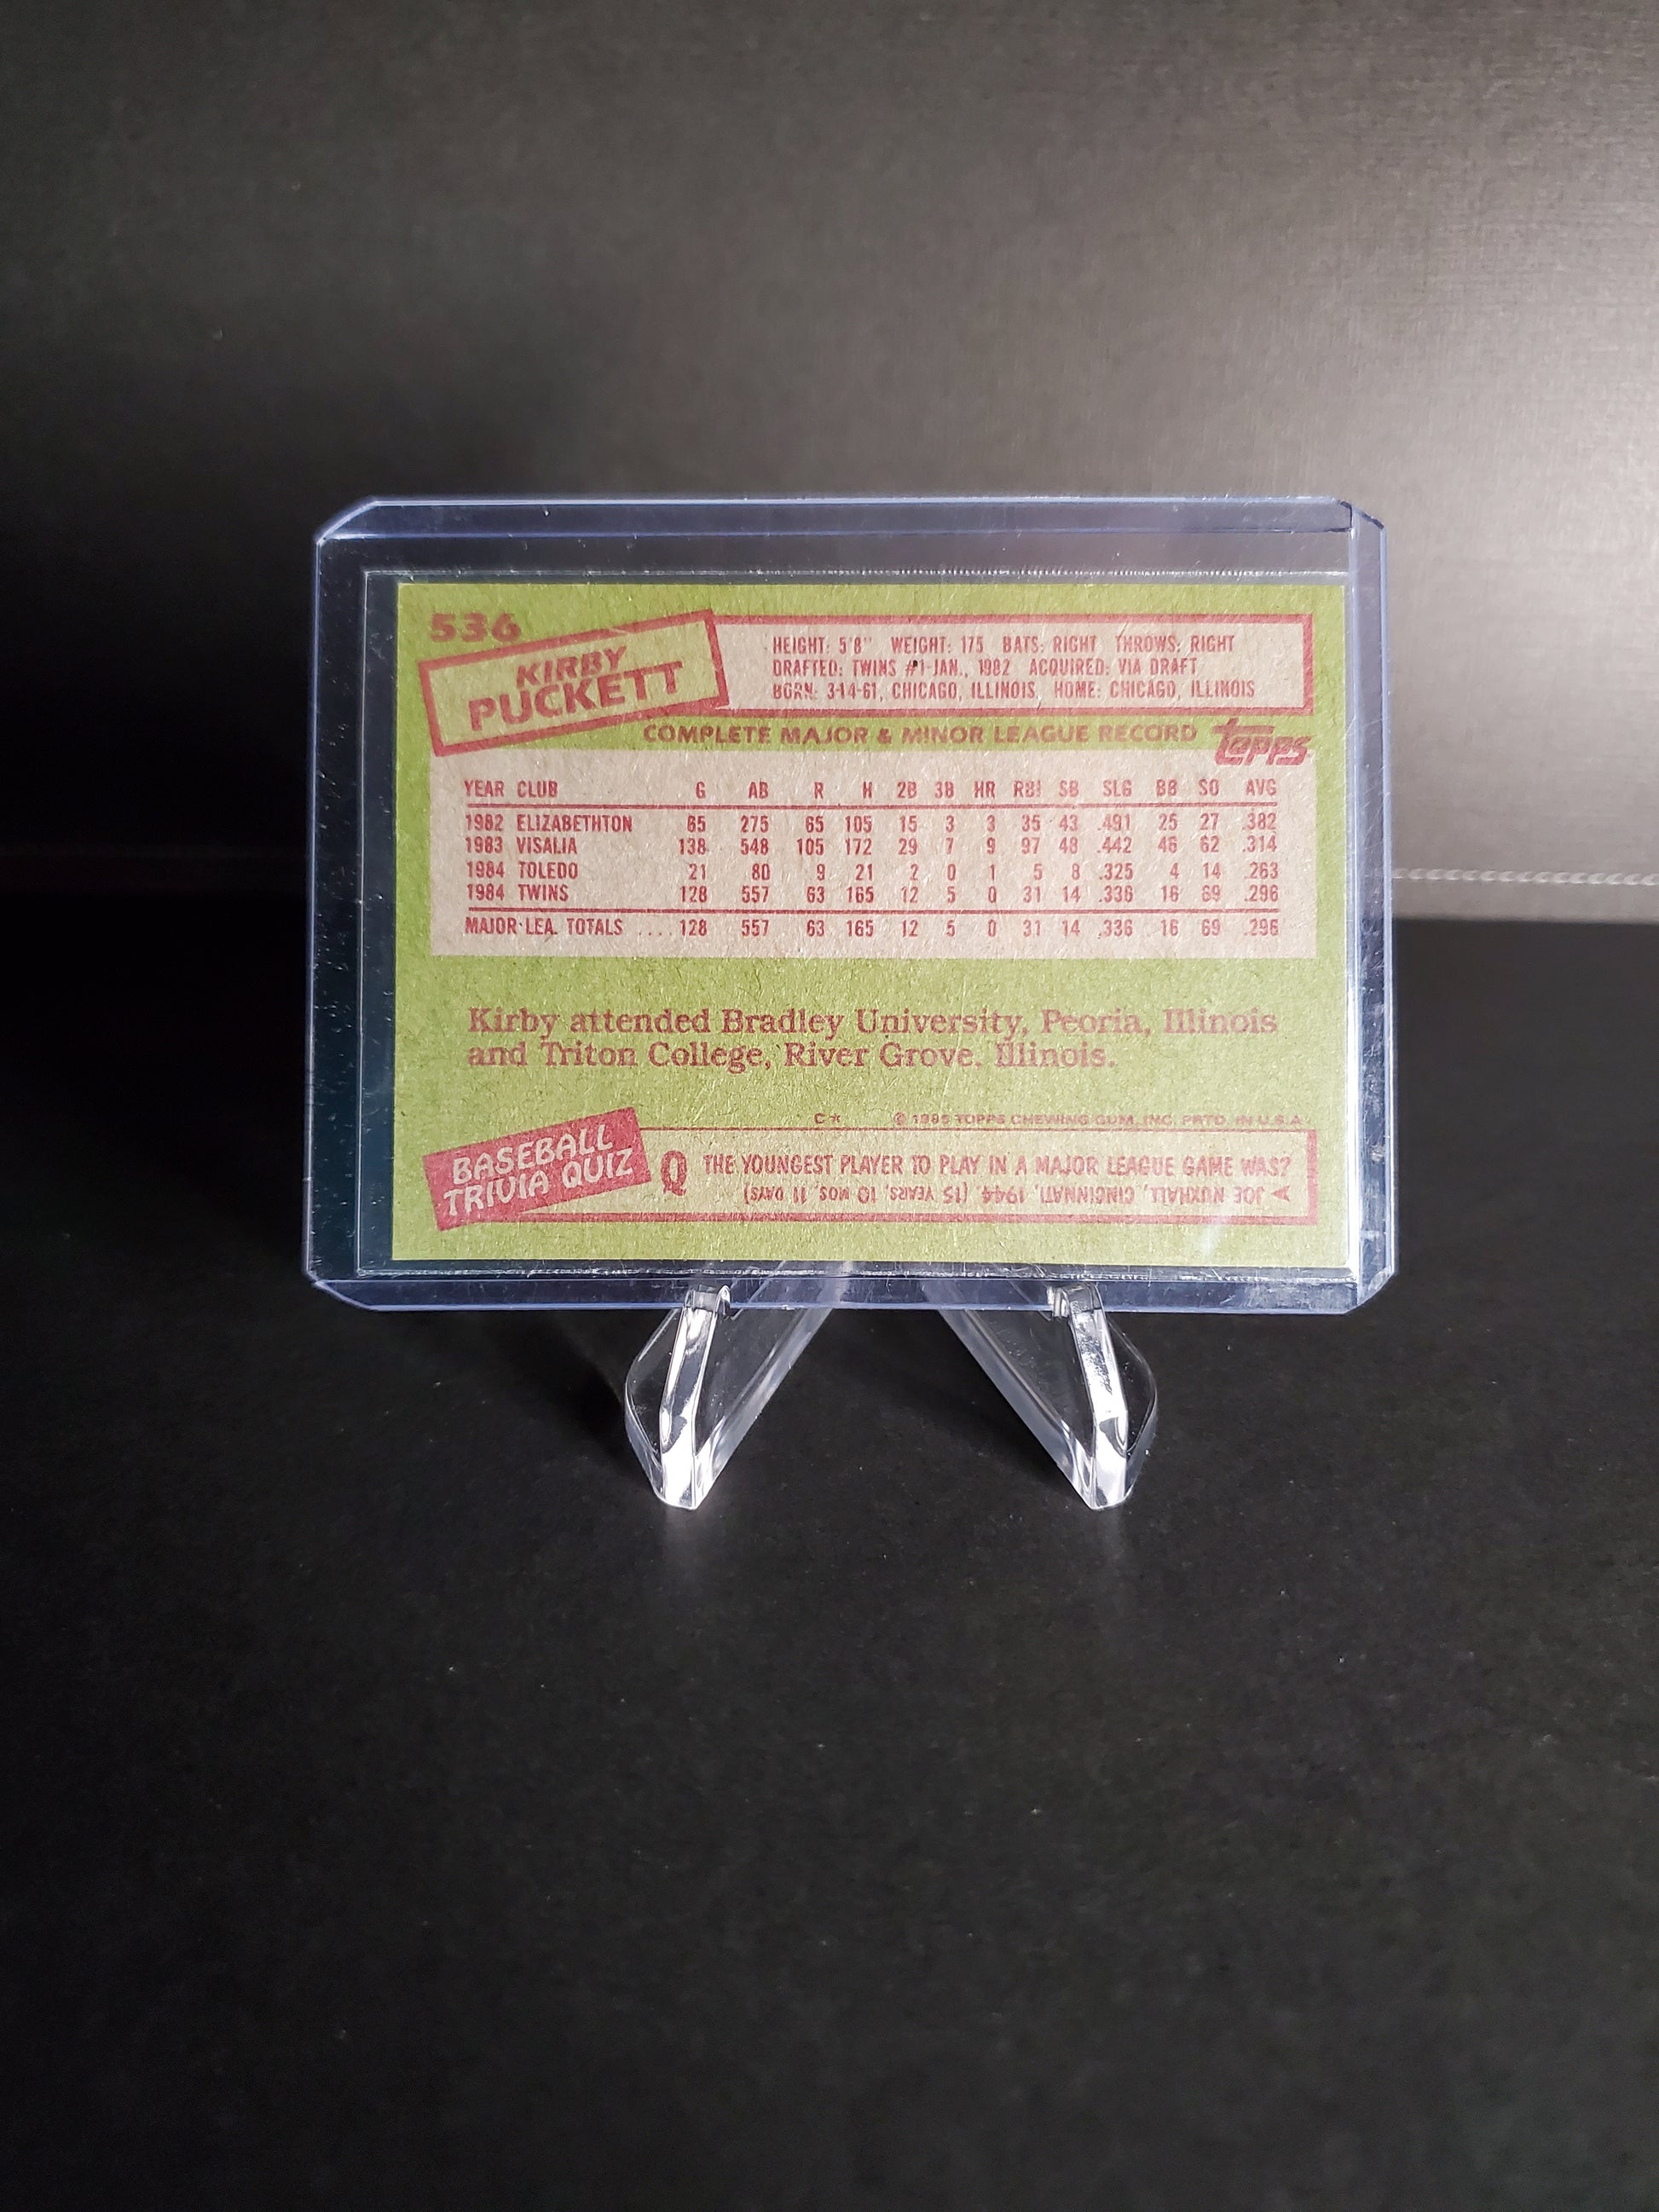 536
KIRBY
PUCKETT
HEIGHT: 5'8" WEIGHT: 175 BATS: RIGHT THROWS: RIGHT
DRAFTED: TWINS #1-JAN., 1982 ACQUIRED: VIA DRAFT
BORN: 3-14-61, CHICAGO, ILLINOIS, HOME: CHICAGO, ILLINOIS
COMPLETE MAJOR & MINOR LEAGUE RECORD
topps
YEAR CLUB G AB R H 2B 3B HR RBI SB SLG BB SO AVG
1982 ELIZABETHTON 65 275 65 105 15 3 3 35 43 .491 25 27 .382
1983 VISALIA 138 548 105 172 29 7 9 97 48 .442 46 62 .314
1984 TOLEDO 21 80 9 21 2 0 1 5 8 .325 4 14 .263
1984 TWINS 128 557 63 165 12 5 0 31 14 .336 16 69 .296
MAJOR LEA. TOTALS .... 128 557 63 165 12 5 0 31 14 .336 16 69 .296
Kirby attended Bradley University, Peoria, Illinois
and Triton College, River Grove, Illinois.
C* © 1985 TOPPS CHEWING GUM, INC. PRTD. IN U.S.A.
BASEBALL
TRIVIA QUIZ
Q THE YOUNGEST PLAYER TO PLAY IN A MAJOR LEAGUE GAME WAS?
A JOE NUXHALL, CINCINNATI, 1944, (15 YEARS, 10 MOS, 11 DAYS)